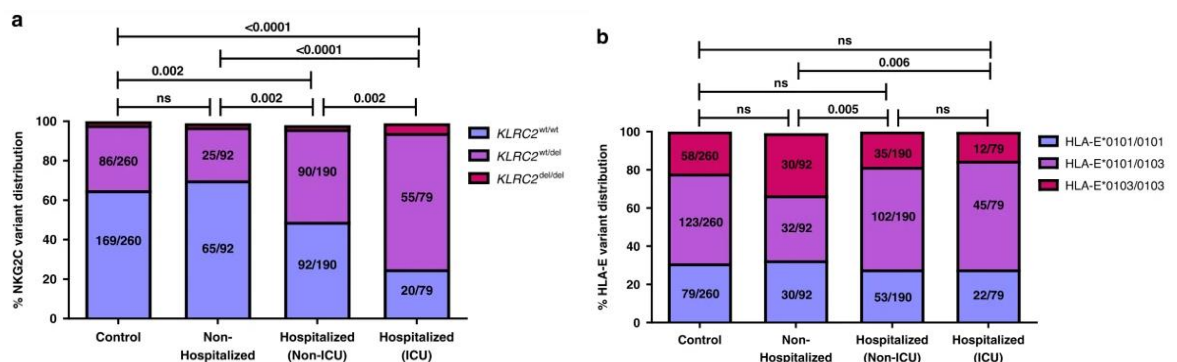 a
<0.0001
<0.0001
0.002
ns
0.002
0.002
% NKG2C variant distribution
100
80
60
40
20
0
86/260
169/260
25/92
65/92
90/190
92/190
55/79
20/79
Control
Non-
Hospitalized
Hospitalized
(Non-ICU)
Hospitalized
(ICU)
KLRC2wt/wt
KLRC2wt/del
KLRC2del/del
b
ns
0.006
ns
ns
0.005
ns
% HLA-E variant distribution
100
80
60
40
20
0
58/260
123/260
79/260
30/92
32/92
30/92
35/190
102/190
53/190
12/79
45/79
22/79
Control
Non-
Hospitalized
Hospitalized
(Non-ICU)
Hospitalized
(ICU)
HLA-E*0101/0101
HLA-E*0101/0103
HLA-E*0103/0103